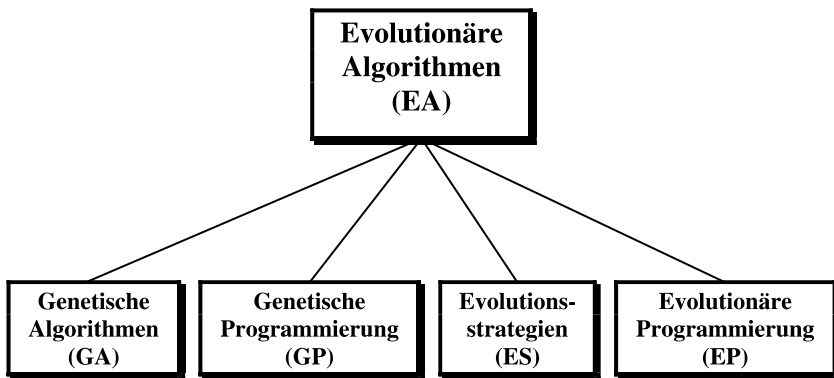 Evolutionäre
Algorithmen
(EA)
Genetische
Algorithmen
(GA)
Genetische
Programmierung
(GP)
Evolutions-
strategien
(ES)
Evolutionäre
Programmierung
(EP)